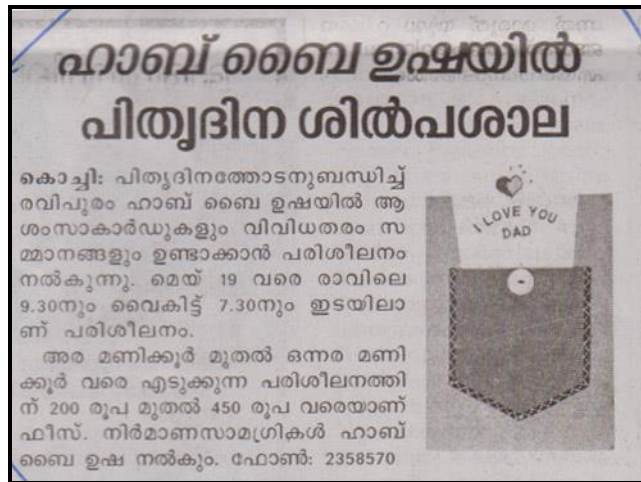 ഹാബ് ബൈ ഉഷയിൽ
പിതൃദിന ശിൽപശാല
കൊച്ചി: പിതൃദിനത്തോടനുബന്ധിച്ച്
രവിപുരം ഹാബ് ബൈ ഉഷയിൽ ആ
ശംസാകാർഡുകളും വിവിധതരം സ
മ്മാനങ്ങളും ഉണ്ടാക്കാൻ പരിശീലനം
നൽകുന്നു. മെയ് 19 വരെ രാവിലെ
9.30നും വൈകിട്ട് 7.30നും ഇടയിലാ
ണ് പരിശീലനം.
അര മണിക്കൂർ മുതൽ ഒന്നര മണി
ക്കൂർ വരെ എടുക്കുന്ന പരിശീലനത്തി
ന് 200 രൂപ മുതൽ 450 രൂപ വരെയാണ്
ഫീസ്. നിർമാണസാമഗ്രികൾ ഹാബ്
ബൈ ഉഷ നൽകും. ഫോൺ: 2358570
I LOVE YOU
DAD